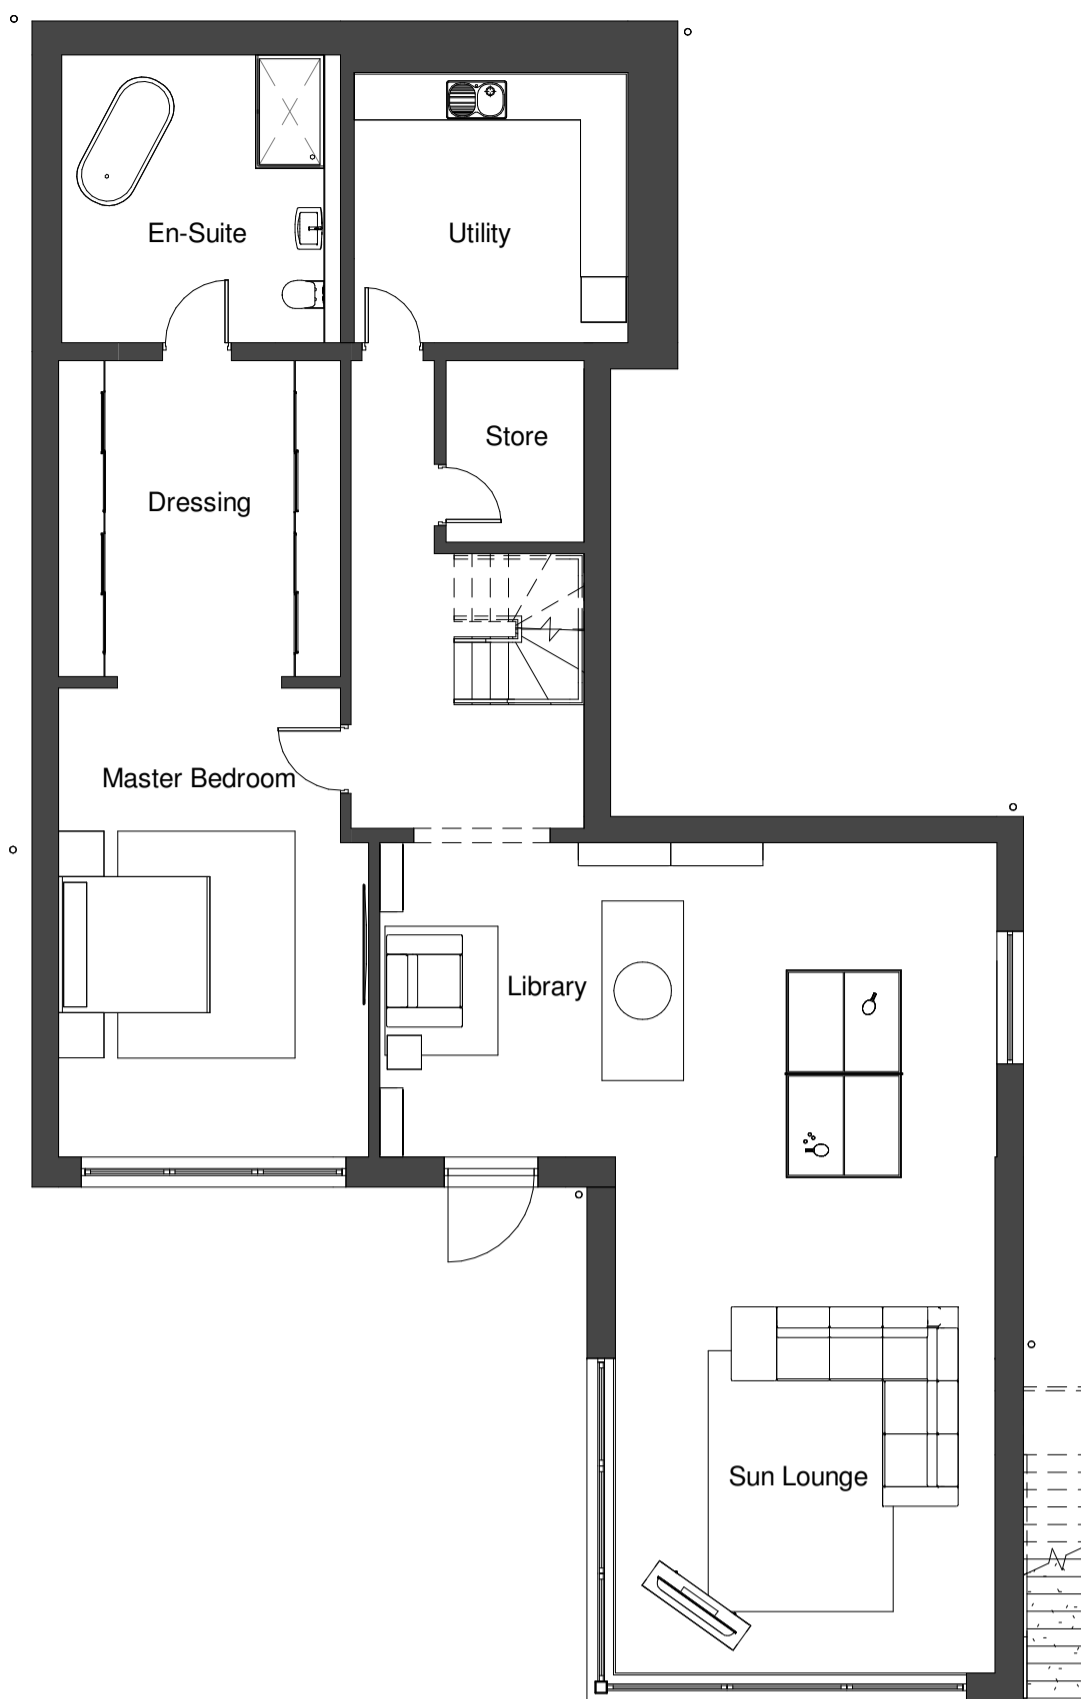 En-Suite
Utility
Store
Dressing
Master Bedroom
Library
Sun Lounge